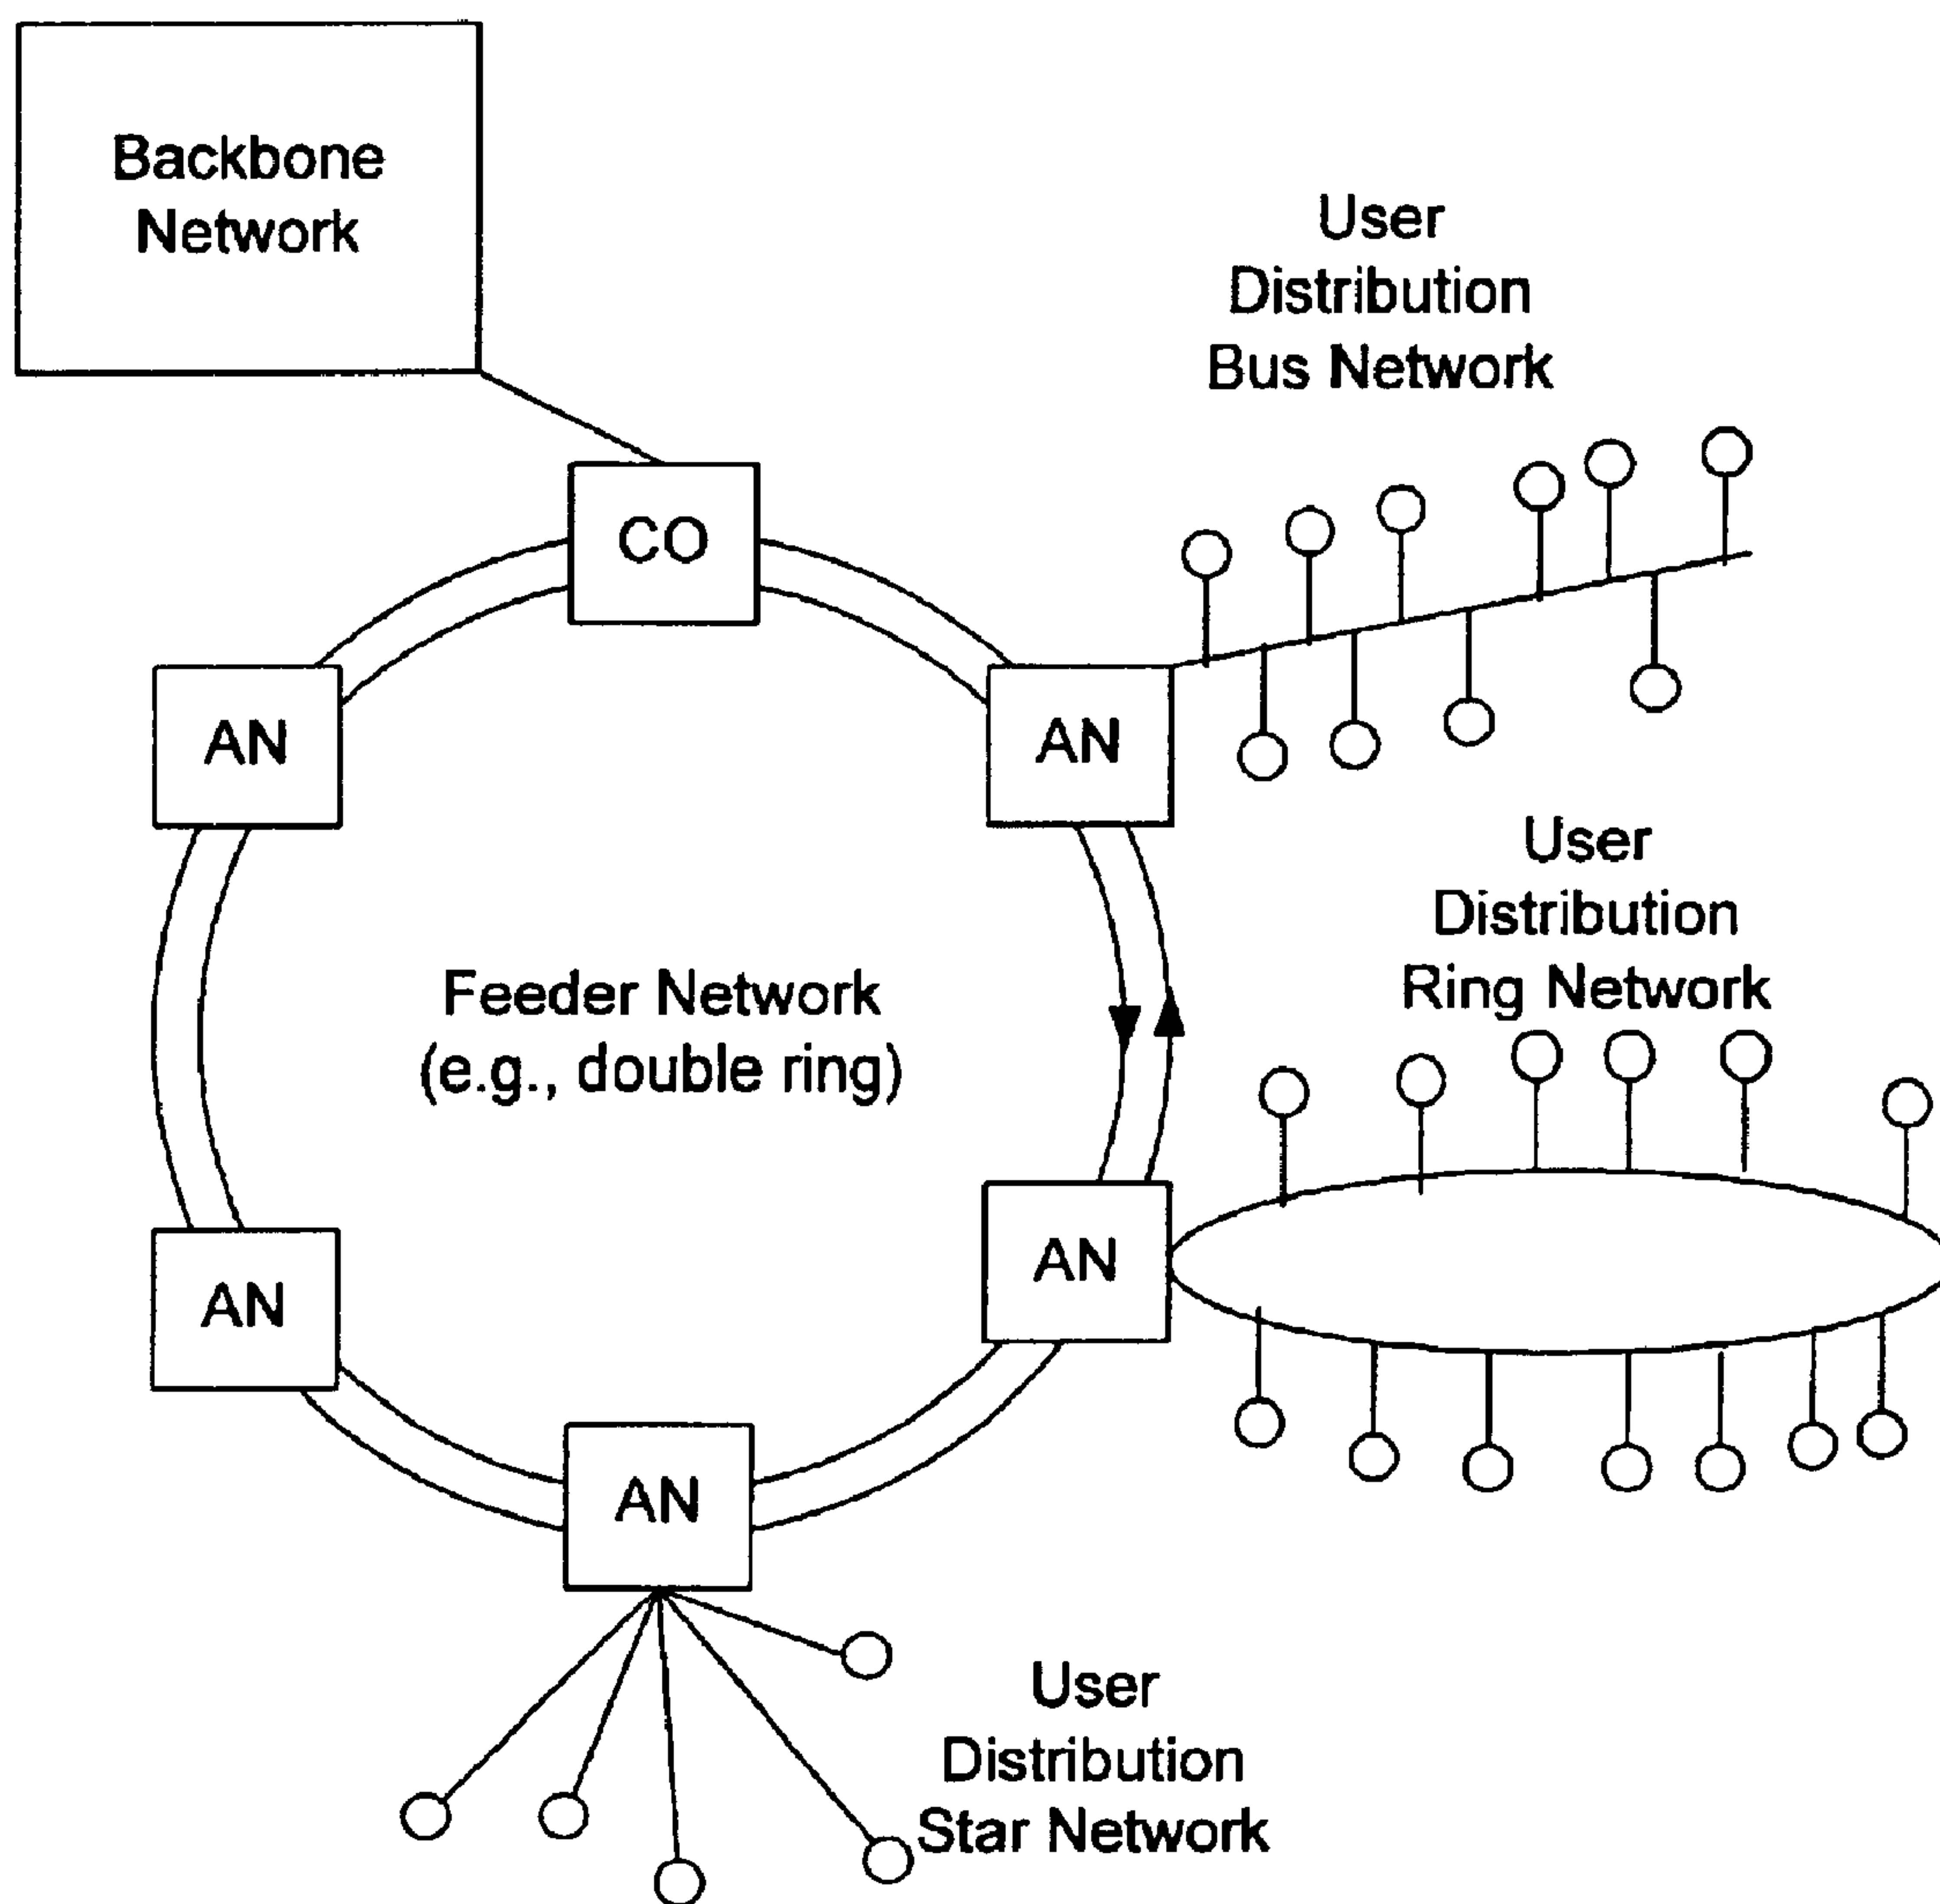 Backbone
Network
User
Distribution
Bus Network
CO
AN
AN
User
Distribution
Ring Network
Feeder Network
(e.g., double ring)
AN
AN
AN
User
Distribution
Star Network